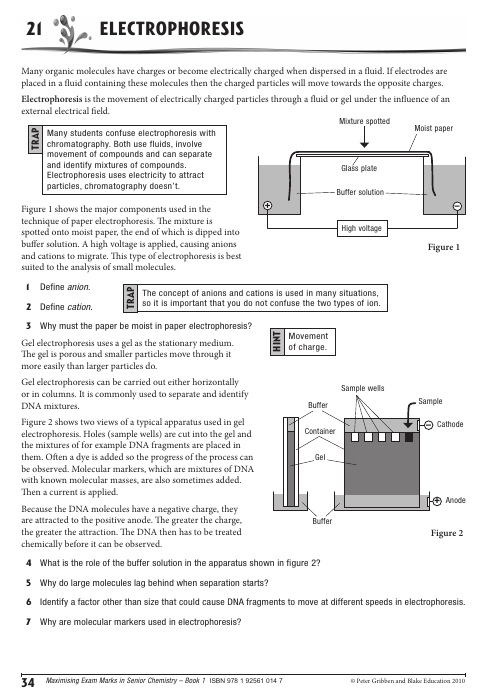 21 ELECTROPHORESIS
Many organic molecules have charges or become electrically charged when dispersed in a fluid. If electrodes are
placed in a fluid containing these molecules then the charged particles will move towards the opposite charges.
Electrophoresis is the movement of electrically charged particles through a fluid or gel under the influence of an
external electrical field.
TRAP
Many students confuse electrophoresis with
chromatography. Both use fluids, involve
movement of compounds and can separate
and identify mixtures of compounds.
Electrophoresis uses electricity to attract
particles, chromatography doesn't.
Mixture spotted
Moist paper
Glass plate
Buffer solution
+
−
High voltage
Figure 1
Figure 1 shows the major components used in the
technique of paper electrophoresis. The mixture is
spotted onto moist paper, the end of which is dipped into
buffer solution. A high voltage is applied, causing anions
and cations to migrate. This type of electrophoresis is best
suited to the analysis of small molecules.
1 Define anion.
2 Define cation.
TRAP
The concept of anions and cations is used in many situations,
so it is important that you do not confuse the two types of ion.
3 Why must the paper be moist in paper electrophoresis?
HINT
Movement
of charge.
Gel electrophoresis uses a gel as the stationary medium.
The gel is porous and smaller particles move through it
more easily than larger particles do.
Gel electrophoresis can be carried out either horizontally
or in columns. It is commonly used to separate and identify
DNA mixtures.
Figure 2 shows two views of a typical apparatus used in gel
electrophoresis. Holes (sample wells) are cut into the gel and
the mixtures of for example DNA fragments are placed in
them. Often a dye is added so the progress of the process can
be observed. Molecular markers, which are mixtures of DNA
with known molecular masses, are also sometimes added.
Then a current is applied.
Because the DNA molecules have a negative charge, they
are attracted to the positive anode. The greater the charge,
the greater the attraction. The DNA then has to be treated
chemically before it can be observed.
Sample wells
Buffer
Sample
− Cathode
Container
Gel
+ Anode
Buffer
Figure 2
4 What is the role of the buffer solution in the apparatus shown in figure 2?
5 Why do large molecules lag behind when separation starts?
6 Identify a factor other than size that could cause DNA fragments to move at different speeds in electrophoresis.
7 Why are molecular markers used in electrophoresis?
34 Maximising Exam Marks in Senior Chemistry – Book 1 ISBN 978 1 92561 014 7
© Peter Gribben and Blake Education 2010